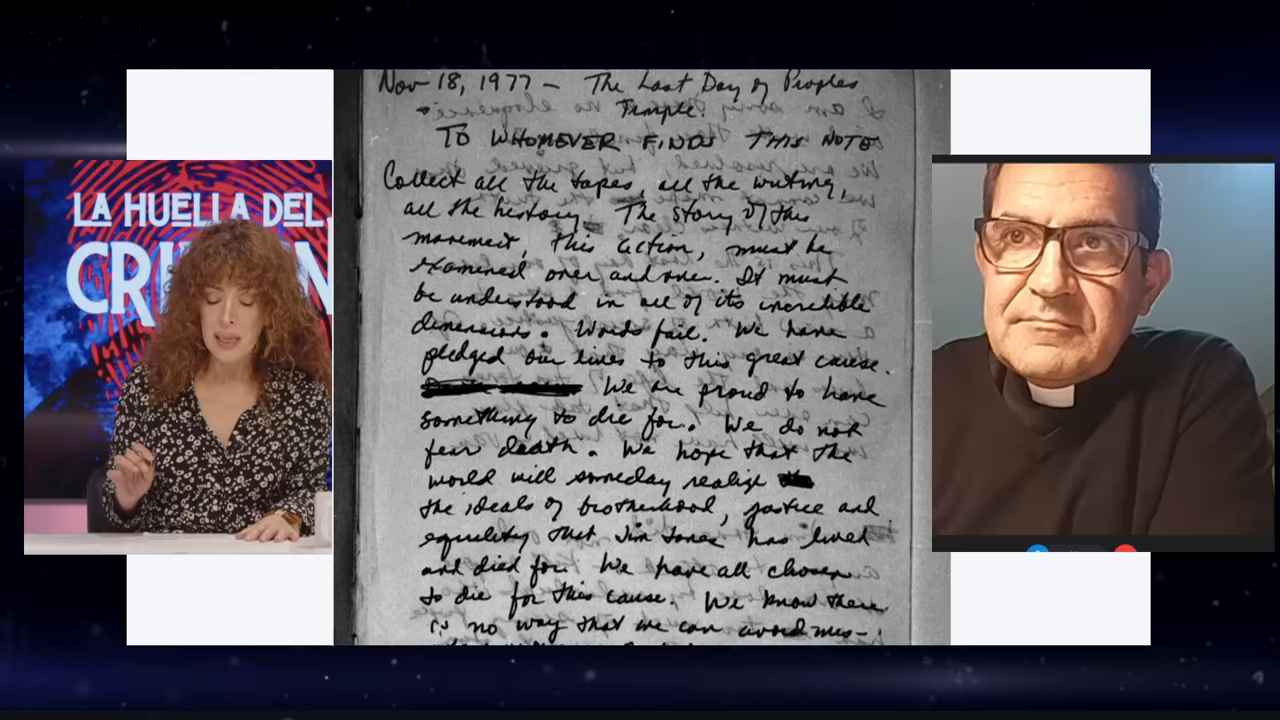 LA HUELLA DEL
CRIMEN
Nov 18, 1977 — The Last Day of Peoples
Temple.
TO WHOMEVER FINDS THIS NOTE
Collect all the tapes, all the writing,
all the history. The story of this
movement, this action, must be
examined over and over. It must
be understood in all of its incredible
dimensions. Words fail. We have
pledged our lives to this great cause.
We are proud to have
something to die for. We do not
fear death. We hope that the
world will someday realize
the ideals of brotherhood, justice and
equality that Jim Jones has lived
and died for. We have all chosen
to die for this cause. We know there
is no way that we can avoid mis-